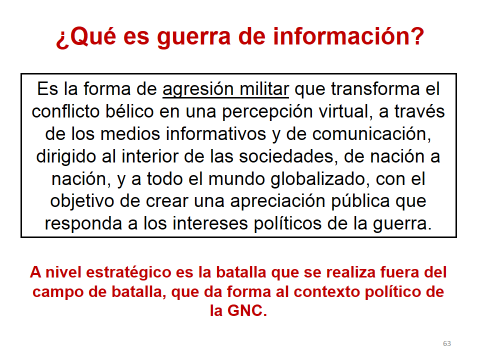 ¿Qué es guerra de información?
Es la forma de agresión militar que transforma el
conflicto bélico en una percepción virtual, a través
de los medios informativos y de comunicación,
dirigido al interior de las sociedades, de nación a
nación, y a todo el mundo globalizado, con el
objetivo de crear una apreciación pública que
responda a los intereses políticos de la guerra.
A nivel estratégico es la batalla que se realiza fuera del
campo de batalla, que da forma al contexto político de
la GNC.
63